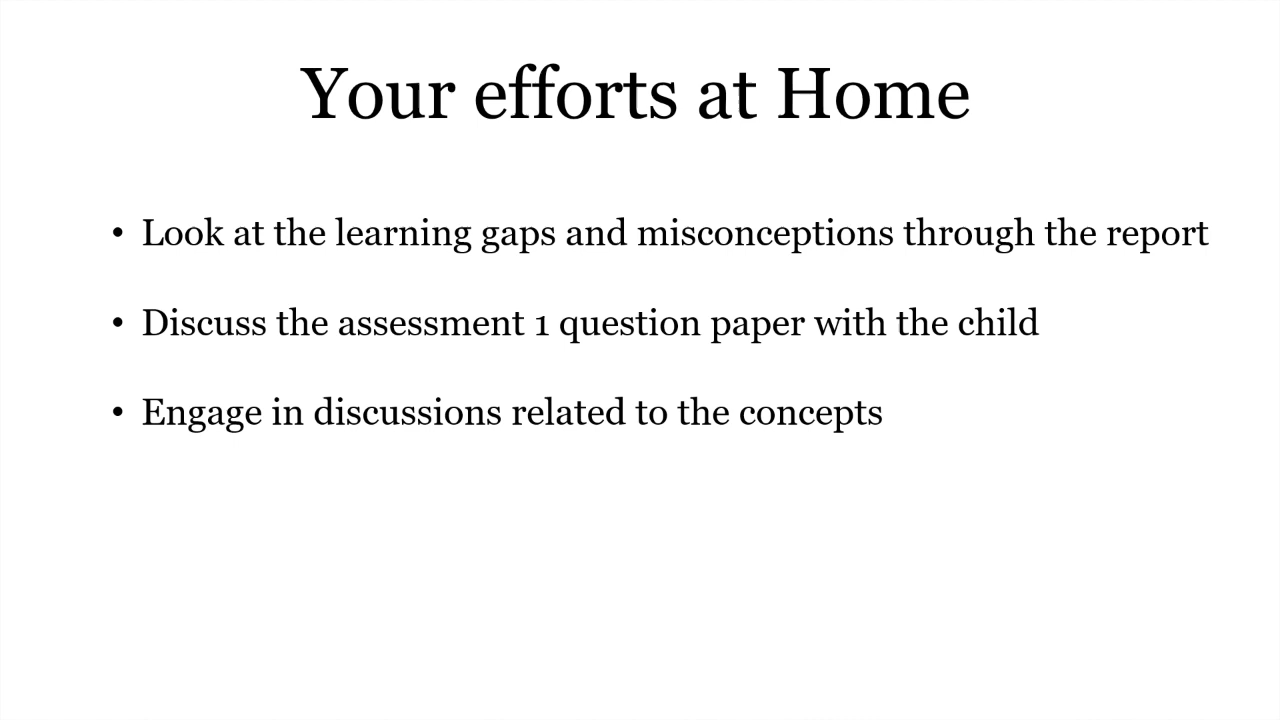 Your efforts at Home
• Look at the learning gaps and misconceptions through the report
• Discuss the assessment 1 question paper with the child
• Engage in discussions related to the concepts